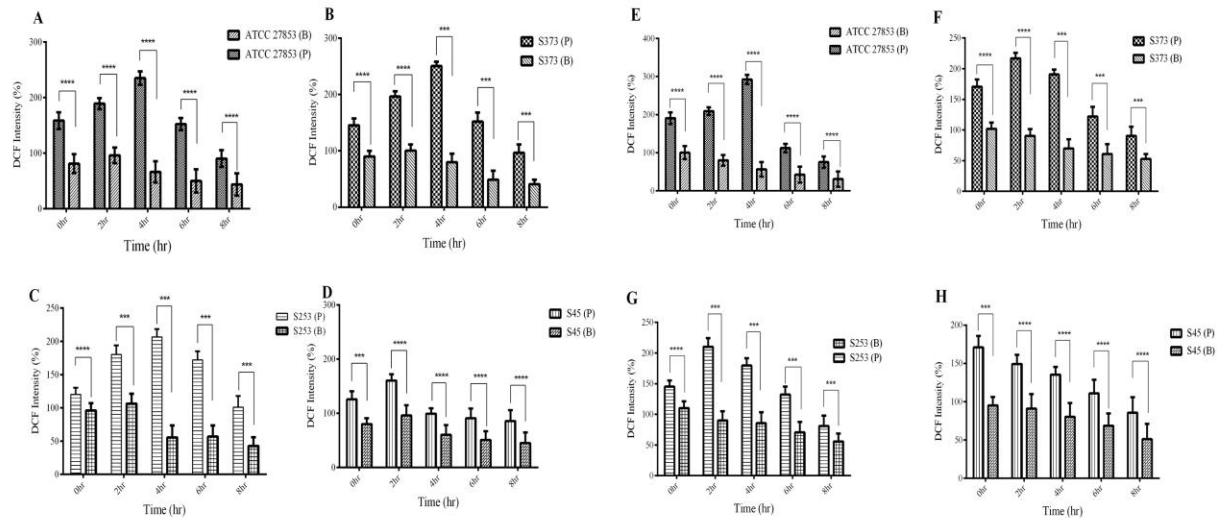 A
DCF Intensity (%)
300
200
100
0
0hr 2hr 4hr 6hr 8hr
Time (hr)
**** **** **** **** ****
ATCC 27853 (B)
ATCC 27853 (P)
B
DCF Intensity (%)
300
200
100
0
0hr 2hr 4hr 6hr 8hr
Time (hr)
**** **** *** *** ***
S373 (P)
S373 (B)
E
DCF Intensity (%)
400
300
200
100
0
0hr 2hr 4hr 6hr 8hr
Time (hr)
**** **** **** **** ****
ATCC 27853 (B)
ATCC 27853 (P)
F
DCF Intensity (%)
250
200
150
100
50
0
0hr 2hr 4hr 6hr 8hr
Time (hr)
**** **** *** *** ***
S373 (P)
S373 (B)
C
DCF Intensity (%)
250
200
150
100
50
0
0hr 2hr 4hr 6hr 8hr
Time (hr)
**** *** *** *** ***
S253 (P)
S253 (B)
D
DCF Intensity (%)
300
200
100
0
0hr 2hr 4hr 6hr 8hr
Time (hr)
*** **** **** **** ****
S45 (P)
S45 (B)
G
DCF Intensity (%)
250
200
150
100
50
0
0hr 2hr 4hr 6hr 8hr
Time (hr)
**** *** *** *** ***
S253 (B)
S253 (P)
H
DCF Intensity (%)
200
150
100
50
0hr 2hr 4hr 6hr 8hr
Time (hr)
*** **** **** **** ****
S45 (P)
S45 (B)